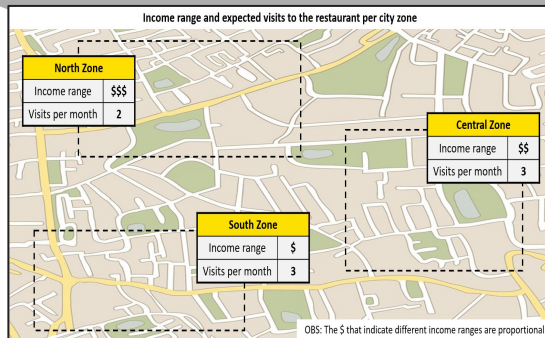 Income range and expected visits to the restaurant per city zone
North Zone
Income range $$$
Visits per month 2
Central Zone
Income range $$
Visits per month 3
South Zone
Income range $
Visits per month 3
OBS: The $ that indicate different income ranges are proportional